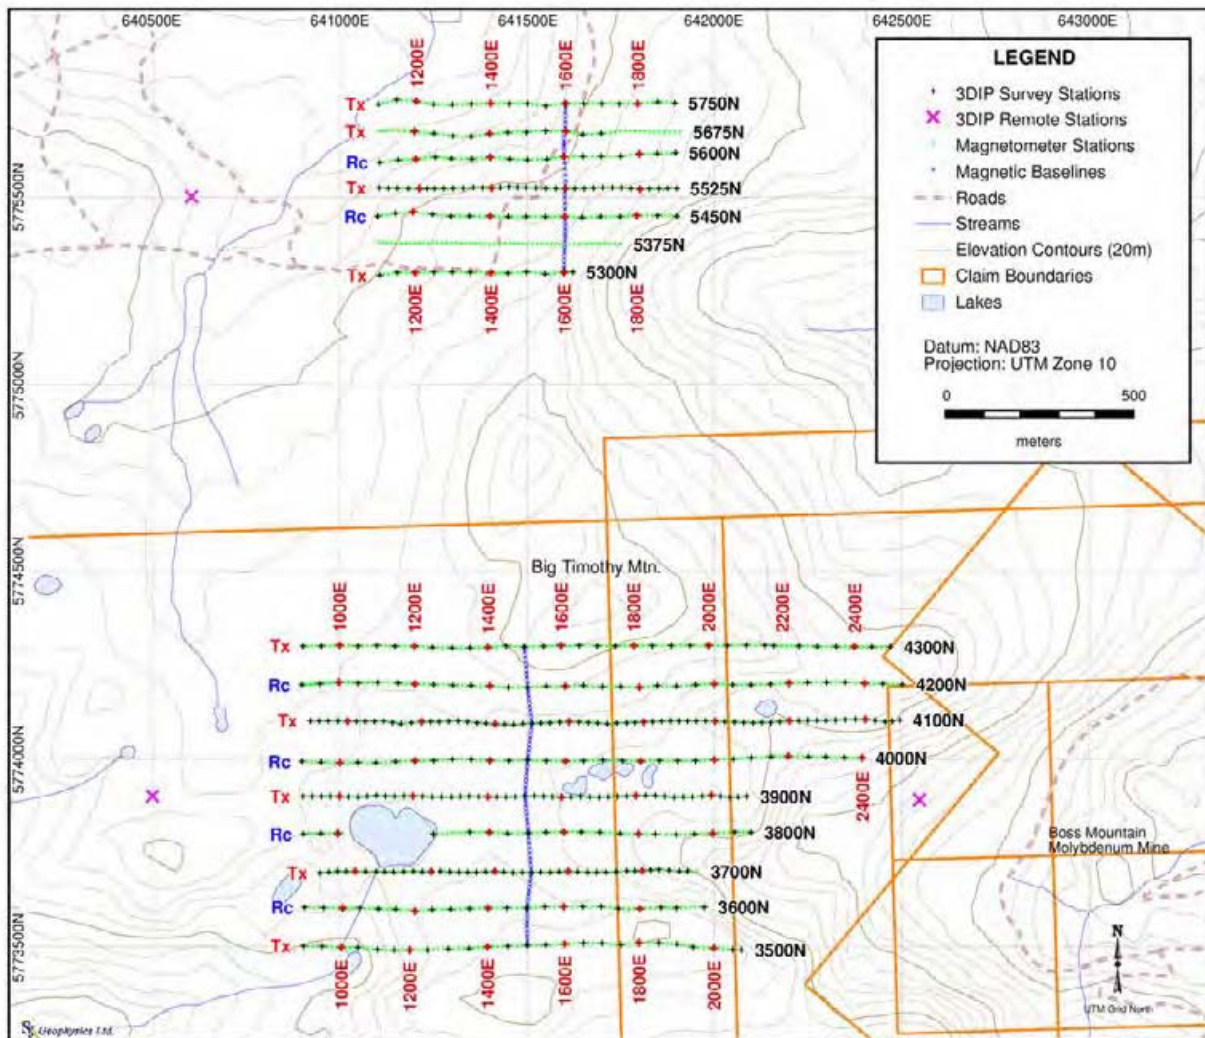 640500E 641000E 641500E 642000E 642500E 643000E
LEGEND
3DIP Survey Stations
3DIP Remote Stations
Magnetometer Stations
Magnetic Baselines
Roads
Streams
Elevation Contours (20m)
Claim Boundaries
Lakes
Datum: NAD83
Projection: UTM Zone 10
0 500
meters
1200E 1400E 1600E 1800E
Tx 5750N
Tx 5675N
Rc 5600N
Tx 5525N
Rc 5450N
5375N
Tx 5300N
1200E 1400E 1600E 1800E
5775500N
5775000N
5774500N
5774000N
5773500N
Big Timothy Mtn.
1000E 1200E 1400E 1600E 1800E 2000E 2200E 2400E
Tx 4300N
Rc 4200N
Tx 4100N
Rc 4000N
Tx 3900N
2400E
Rc 3800N
Boss Mountain
Molybdenum Mine
Tx 3700N
Rc 3600N
Tx 3500N
1000E 1200E 1400E 1600E 1800E 2000E
N
UTM Grid North
Geophysics Ltd.